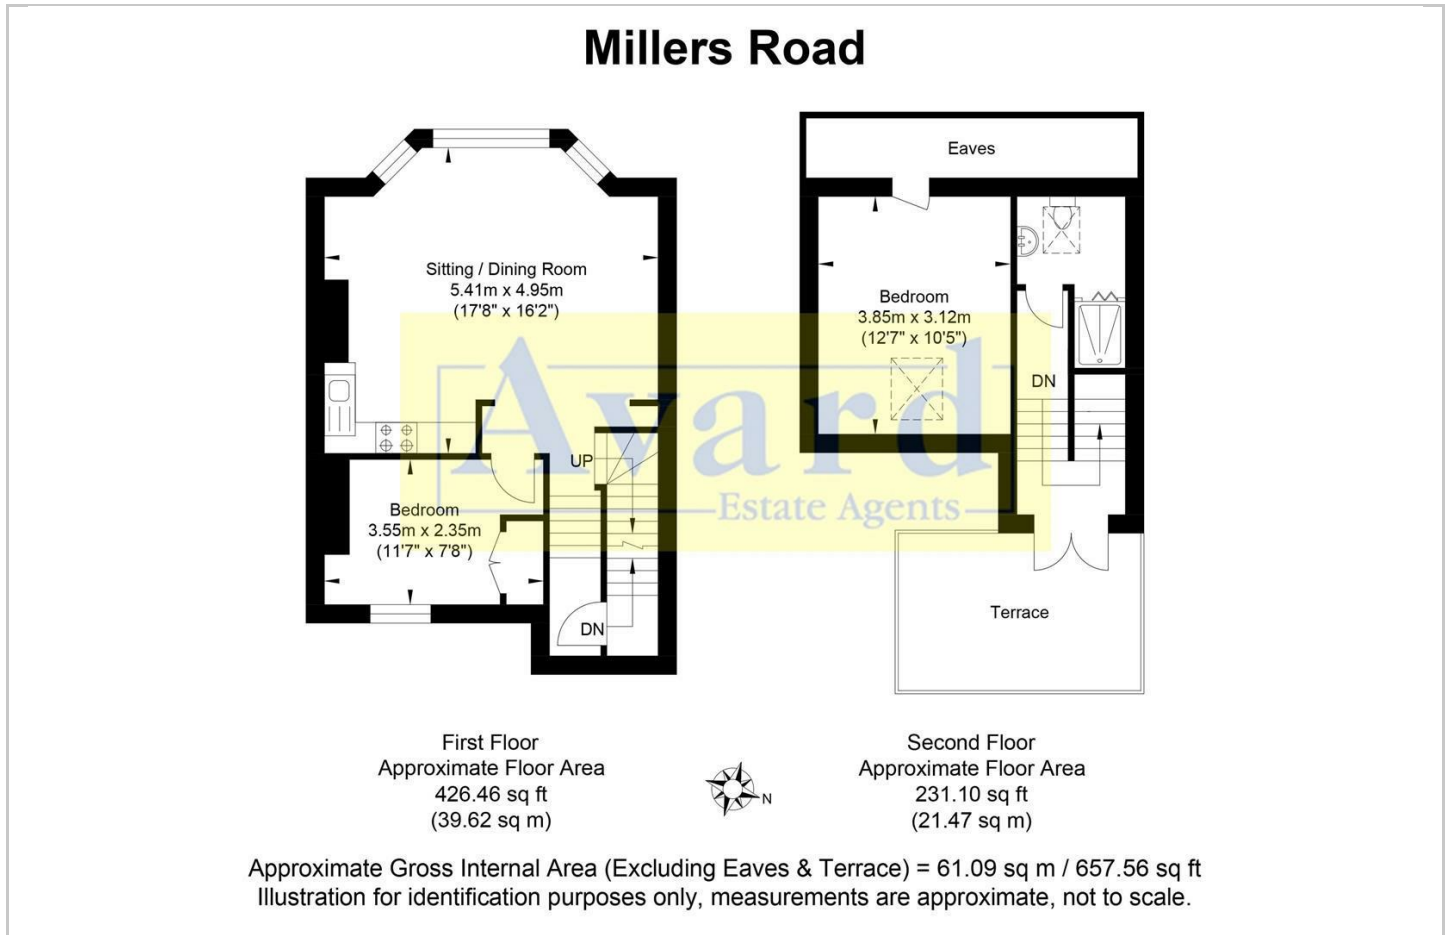 Millers Road
Eaves
Sitting / Dining Room
5.41m x 4.95m
(17'8" x 16'2")
Bedroom
3.85m x 3.12m
(12'7" x 10'5")
DN
UP
Bedroom
3.55m x 2.35m
(11'7" x 7'8")
DN
Terrace
Avard
Estate Agents
First Floor
Approximate Floor Area
426.46 sq ft
(39.62 sq m)
N
Second Floor
Approximate Floor Area
231.10 sq ft
(21.47 sq m)
Approximate Gross Internal Area (Excluding Eaves & Terrace) = 61.09 sq m / 657.56 sq ft
Illustration for identification purposes only, measurements are approximate, not to scale.